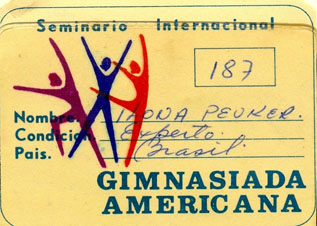 Seminario Internacional
187
Nombre. ILONA PEUKER.
Condición. Experto.
Pais. Brasil.
GIMNASIADA
AMERICANA